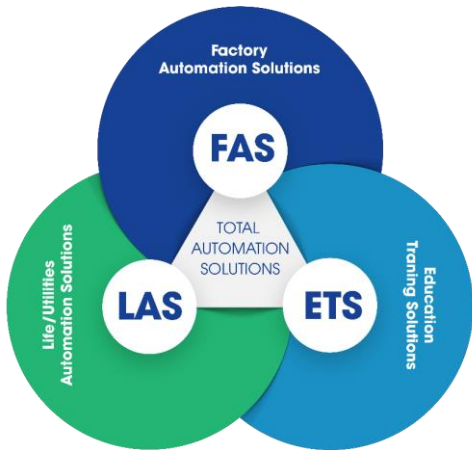 Factory
Automation Solutions
FAS
TOTAL
AUTOMATION
SOLUTIONS
Life/Utilities
Automation Solutions
LAS
ETS
Education
Traning Solutions